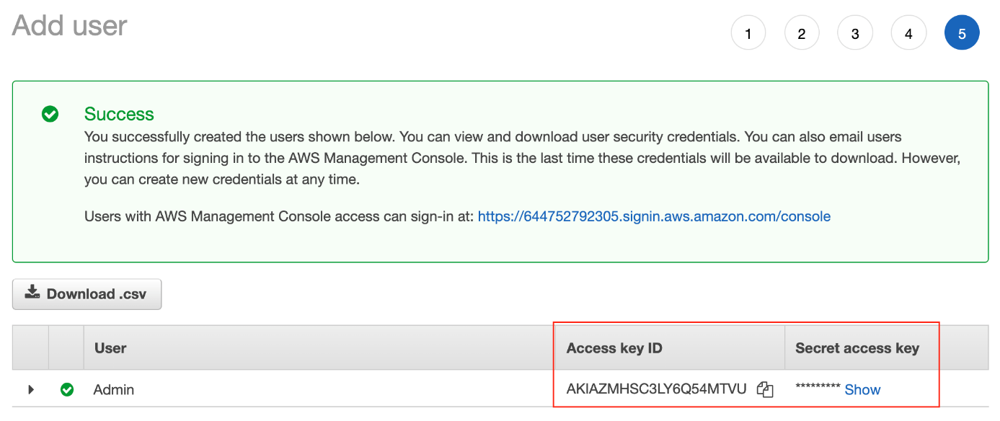 Add user
1 2 3 4 5
Success
You successfully created the users shown below. You can view and download user security credentials. You can also email users
instructions for signing in to the AWS Management Console. This is the last time these credentials will be available to download. However,
you can create new credentials at any time.
Users with AWS Management Console access can sign-in at: https://644752792305.signin.aws.amazon.com/console
Download .csv
User Access key ID Secret access key
Admin AKIAZMHSC3LY6Q54MTVU ********* Show